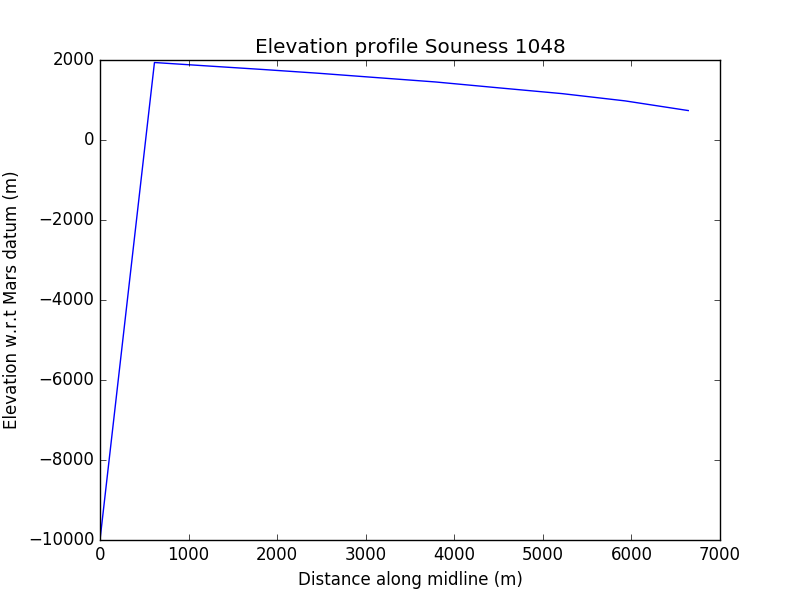 Elevation profile Souness 1048
Elevation w.r.t Mars datum (m)
2000
0
−2000
−4000
−6000
−8000
−10000
0 1000 2000 3000 4000 5000 6000 7000
Distance along midline (m)